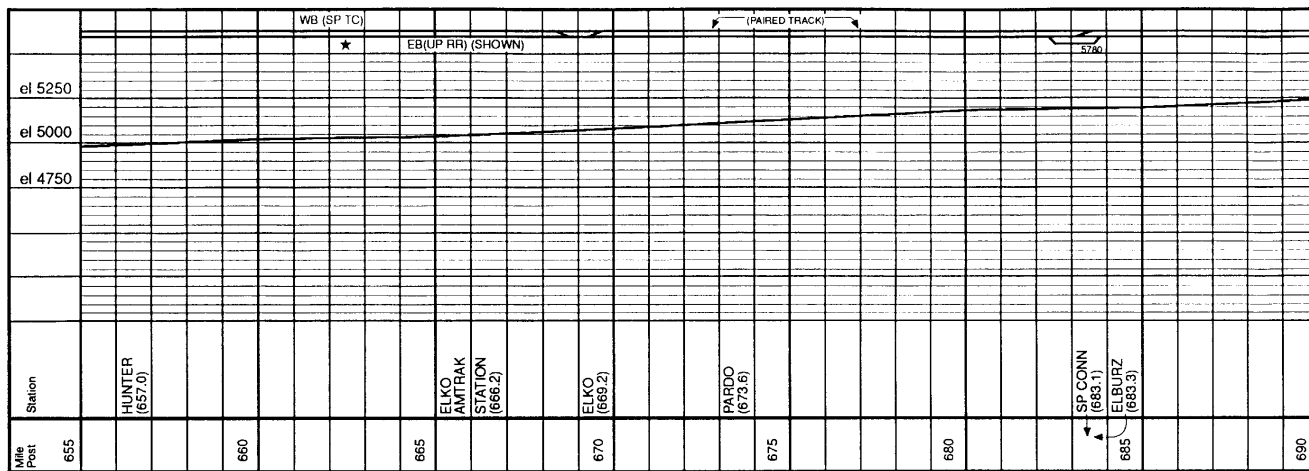 WB (SP TC)
(PAIRED TRACK)
★ EB(UP RR) (SHOWN)
5780
el 5250
el 5000
el 4750
Station
HUNTER
(657.0)
ELKO
AMTRAK
STATION
(666.2)
ELKO
(669.2)
PARDO
(673.6)
SP CONN
(683.1)
ELBURZ
(683.3)
Mile
Post
655
660
665
670
675
680
685
690